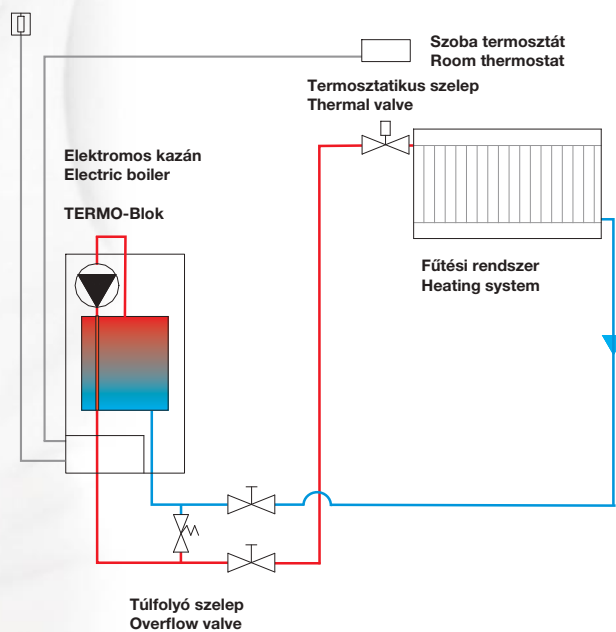 Szoba termosztát
Room thermostat
Termosztatikus szelep
Thermal valve
Elektromos kazán
Electric boiler
TERMO-Blok
Fűtési rendszer
Heating system
Túlfolyó szelep
Overflow valve